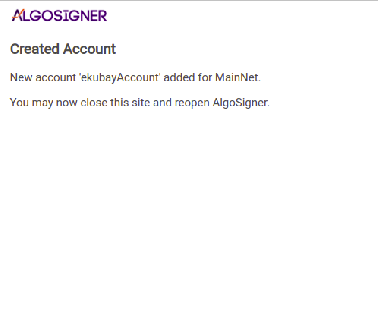 ALGOSIGNER
Created Account
New account 'ekubayAccount' added for MainNet.
You may now close this site and reopen AlgoSigner.